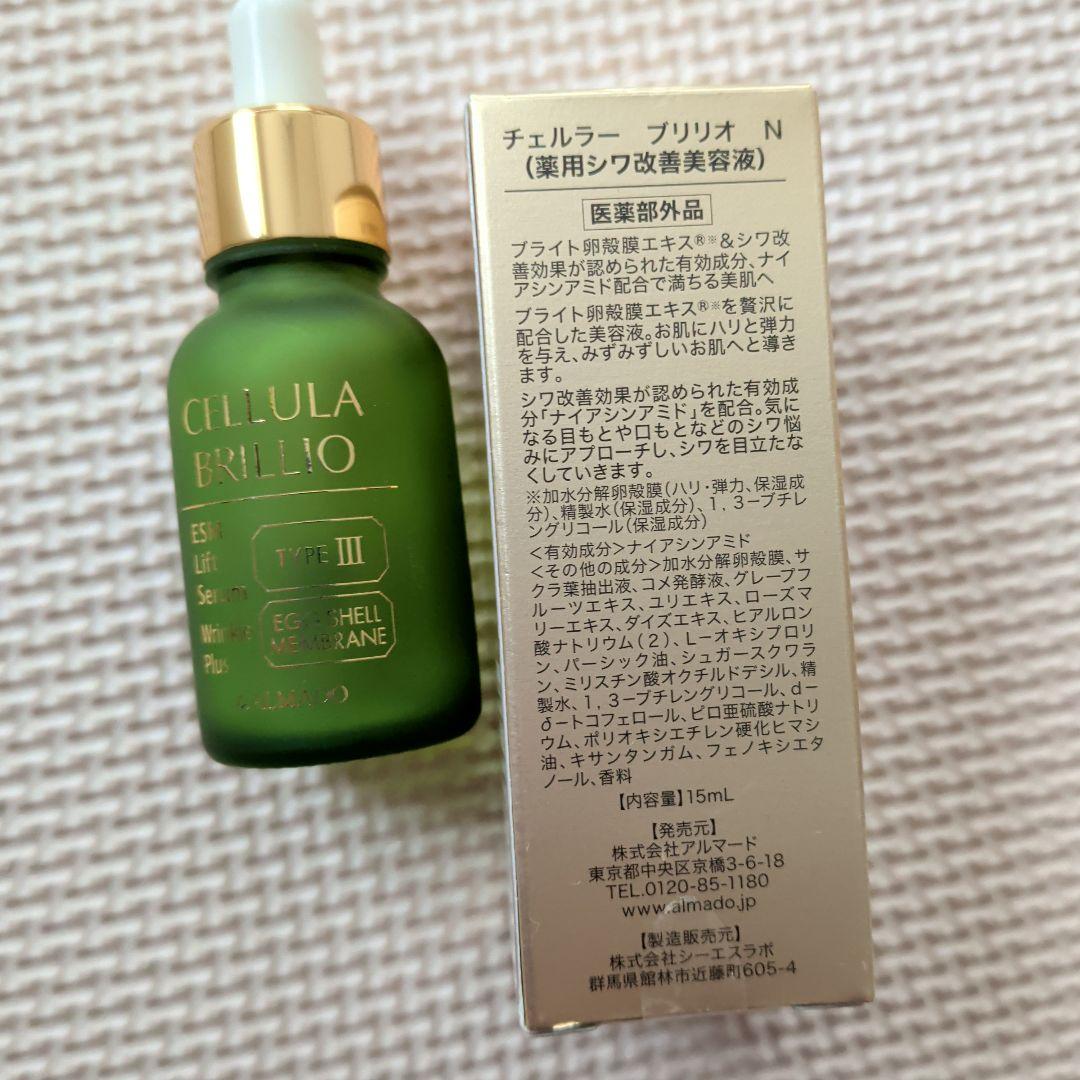 CELLULA
BRILLIO
ESM
Lift
Serum
Wrinkle
Plus
TYPE III
EGG SHELL
MEMBRANE
ALMADO
チェルラー ブリリオ N
(薬用シワ改善美容液)
医薬部外品
ブライト卵殻膜エキス®※&シワ改
善効果が認められた有効成分、ナイ
アシンアミド配合で満ちる美肌へ
ブライト卵殻膜エキス®※を贅沢に
配合した美容液。お肌にハリと弾力
を与え、みずみずしいお肌へと導き
ます。
シワ改善効果が認められた有効成
分「ナイアシンアミド」を配合。気に
なる目もとや口もとなどのシワ悩
みにアプローチし、シワを目立たな
くしていきます。
※加水分解卵殻膜(ハリ・弾力、保湿成
分)、精製水(保湿成分)、1,3-ブチレ
ングリコール(保湿成分)
<有効成分>ナイアシンアミド
<その他の成分>加水分解卵殻膜、サ
クラ葉抽出液、コメ発酵液、グレープフ
ルーツエキス、ユリエキス、ローズマ
リーエキス、ダイズエキス、ヒアルロン
酸ナトリウム(2)、L-オキシプロリ
ン、パーシック油、シュガースクワラ
ン、ミリスチン酸オクチルドデシル、精
製水、1,3-ブチレングリコール、d-
δ-トコフェロール、ピロ亜硫酸ナトリ
ウム、ポリオキシエチレン硬化ヒマシ
油、キサンタンガム、フェノキシエタ
ノール、香料
【内容量】15mL
【発売元】
株式会社アルマード
東京都中央区京橋3-6-18
TEL.0120-85-1180
www.almado.jp
【製造販売元】
株式会社シーエスラボ
群馬県館林市近藤町605-4